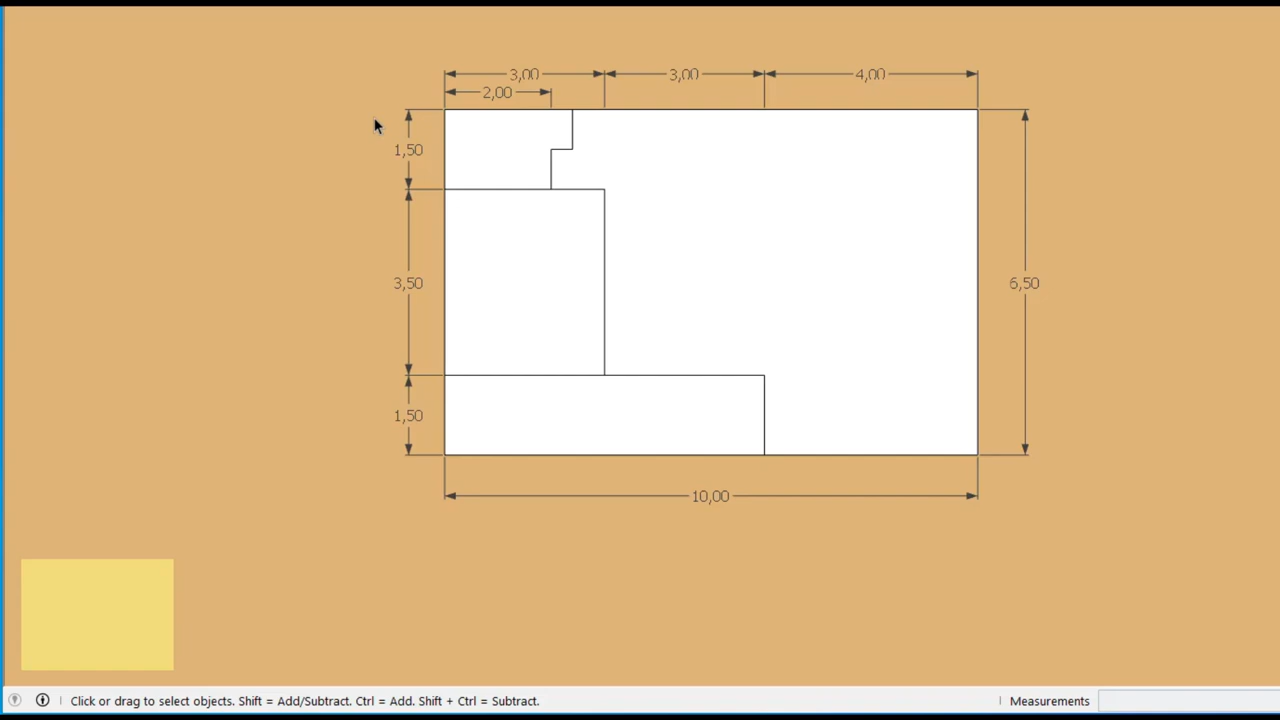 3,00 3,00 4,00
2,00
1,50
3,50 6,50
1,50
10,00
Click or drag to select objects. Shift = Add/Subtract. Ctrl = Add. Shift + Ctrl = Subtract. Measurements